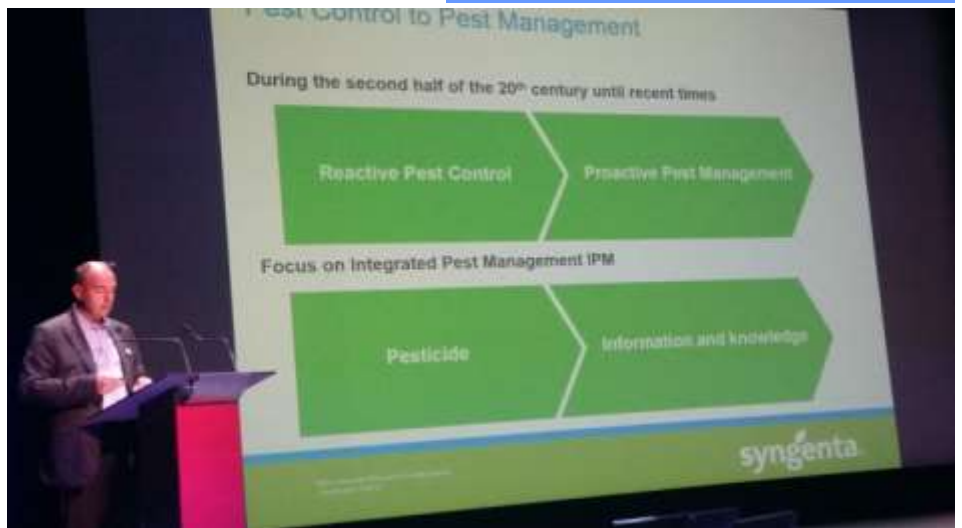 Pest Control to Pest Management
During the second half of the 20th century until recent times
Reactive Pest Control
Proactive Pest Management
Focus on Integrated Pest Management IPM
Pesticide
Information and knowledge
syngenta